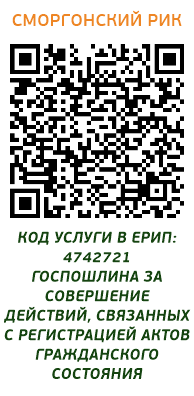 СМОРГОНСКИЙ РИК
КОД УСЛУГИ В ЕРИП:
4742721
ГОСПОШЛИНА ЗА
СОВЕРШЕНИЕ
ДЕЙСТВИЙ, СВЯЗАННЫХ
С РЕГИСТРАЦИЕЙ АКТОВ
ГРАЖДАНСКОГО
СОСТОЯНИЯ